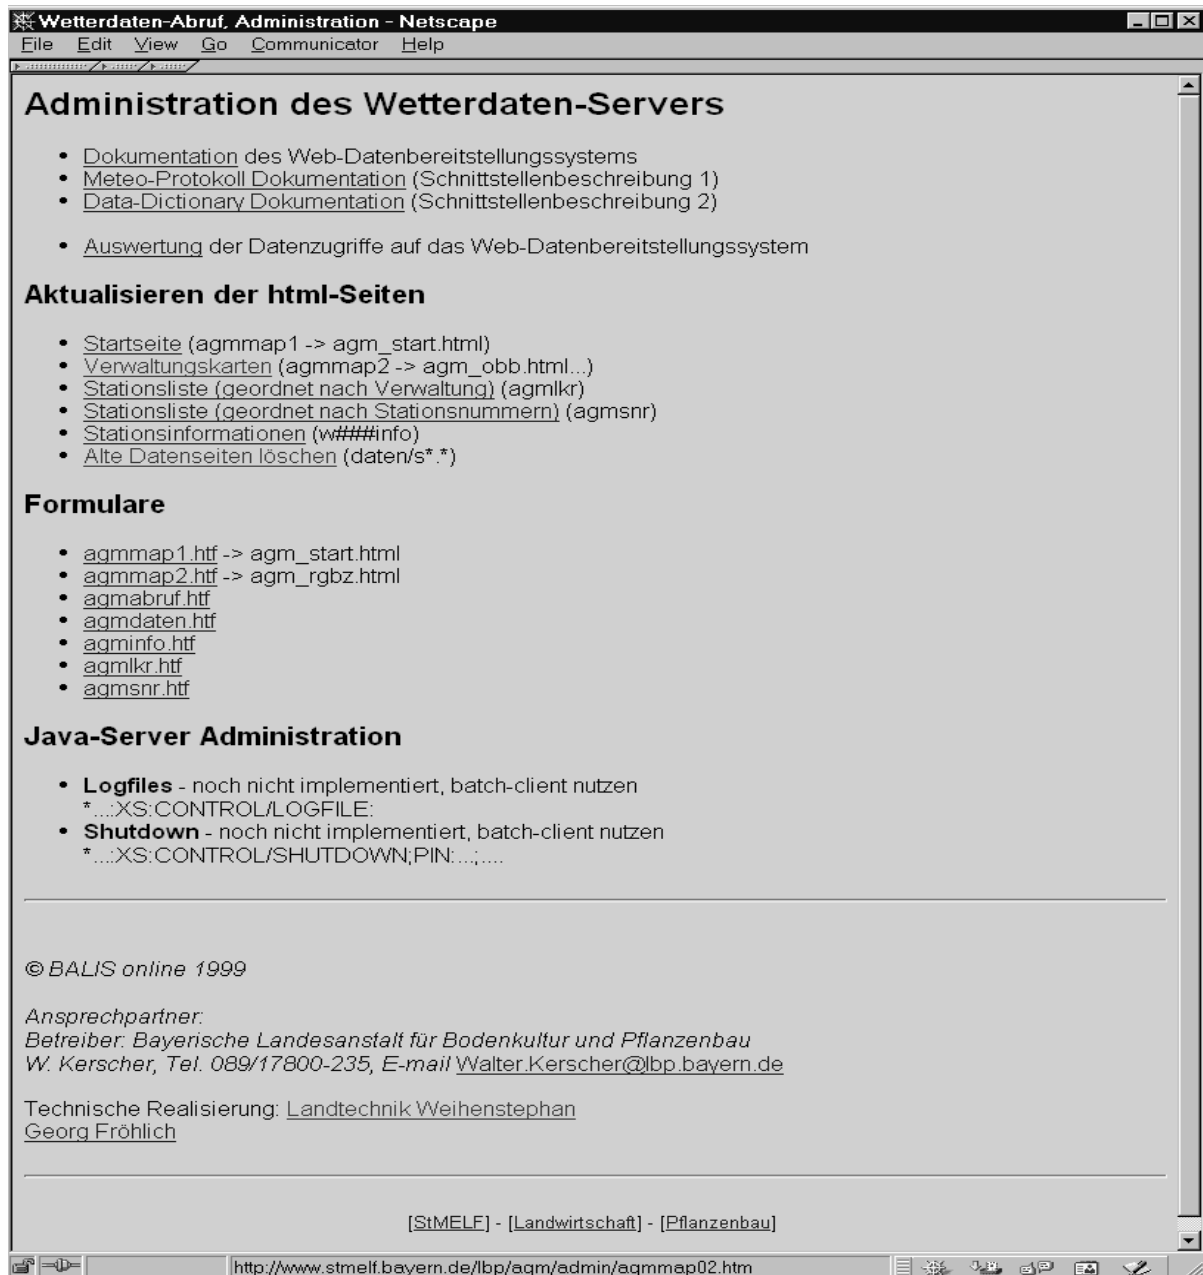 Wetterdaten-Abruf, Administration - Netscape
File Edit View Go Communicator Help
Administration des Wetterdaten-Servers
• Dokumentation des Web-Datenbereitstellungssystems
• Meteo-Protokoll Dokumentation (Schnittstellenbeschreibung 1)
• Data-Dictionary Dokumentation (Schnittstellenbeschreibung 2)
• Auswertung der Datenzugriffe auf das Web-Datenbereitstellungssystem
Aktualisieren der html-Seiten
• Startseite (agmmap1 -> agm_start.html)
• Verwaltungskarten (agmmap2 -> agm_obb.html...)
• Stationsliste (geordnet nach Verwaltung) (agmlkr)
• Stationsliste (geordnet nach Stationsnummern) (agmsnr)
• Stationsinformationen (w###info)
• Alte Datenseiten löschen (daten/s*.*)
Formulare
• agmmap1.htf -> agm_start.html
• agmmap2.htf -> agm_rgbz.html
• agmabruf.htf
• agmdaten.htf
• agminfo.htf
• agmlkr.htf
• agmsnr.htf
Java-Server Administration
• Logfiles - noch nicht implementiert, batch-client nutzen
*...:XS:CONTROL/LOGFILE:
• Shutdown - noch nicht implementiert, batch-client nutzen
*...:XS:CONTROL/SHUTDOWN;PIN:...;....
© BALIS online 1999
Ansprechpartner:
Betreiber: Bayerische Landesanstalt für Bodenkultur und Pflanzenbau
W. Kerscher, Tel. 089/17800-235, E-mail Walter.Kerscher@lbp.bayern.de
Technische Realisierung: Landtechnik Weihenstephan
Georg Fröhlich
[StMELF] - [Landwirtschaft] - [Pflanzenbau]
http://www.stmelf.bayern.de/lbp/agm/admin/agmmap02.htm